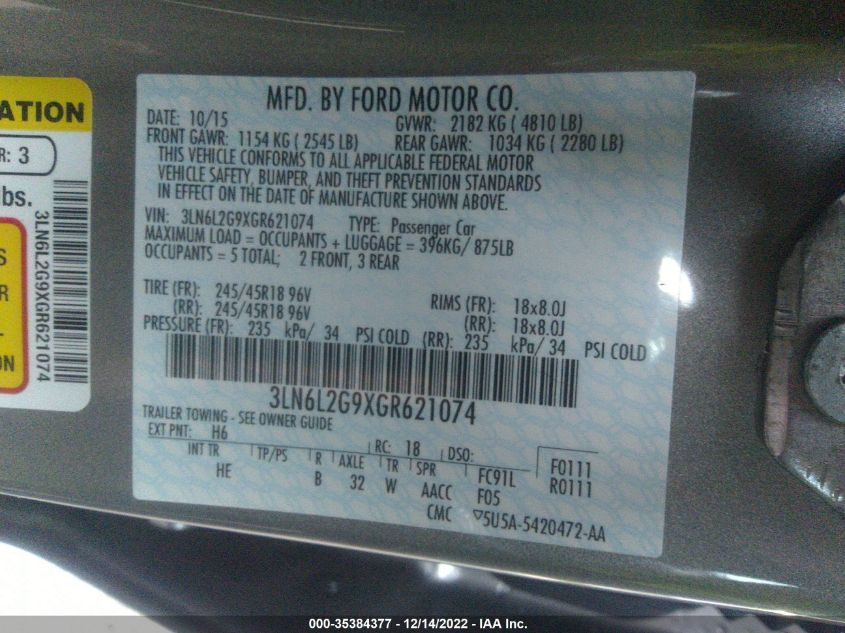 ATION
R: 3
lbs.
3LN6L2G9XGR621074
S
R
-
ON
MFD. BY FORD MOTOR CO.
DATE: 10/15 GVWR: 2182 KG ( 4810 LB)
FRONT GAWR: 1154 KG ( 2545 LB) REAR GAWR: 1034 KG ( 2280 LB)
THIS VEHICLE CONFORMS TO ALL APPLICABLE FEDERAL MOTOR
VEHICLE SAFETY, BUMPER, AND THEFT PREVENTION STANDARDS
IN EFFECT ON THE DATE OF MANUFACTURE SHOWN ABOVE.
VIN: 3LN6L2G9XGR621074 TYPE: Passenger Car
MAXIMUM LOAD = OCCUPANTS + LUGGAGE = 396KG/ 875LB
OCCUPANTS = 5 TOTAL; 2 FRONT, 3 REAR
TIRE (FR): 245/45R18 96V RIMS (FR): 18x8.0J
(RR): 245/45R18 96V (RR): 18x8.0J
PRESSURE (FR): 235 kPa/ 34 PSI COLD (RR): 235 kPa/ 34 PSI COLD
3LN6L2G9XGR621074
TRAILER TOWING - SEE OWNER GUIDE
EXT PNT: H6 RC: 18 DSO: F0111
INT TR TP/PS R AXLE TR SPR FC91L R0111
HE B 32 W AACC F05
CMC ▽5U5A-5420472-AA
000-35384377 - 12/14/2022 - IAA Inc.